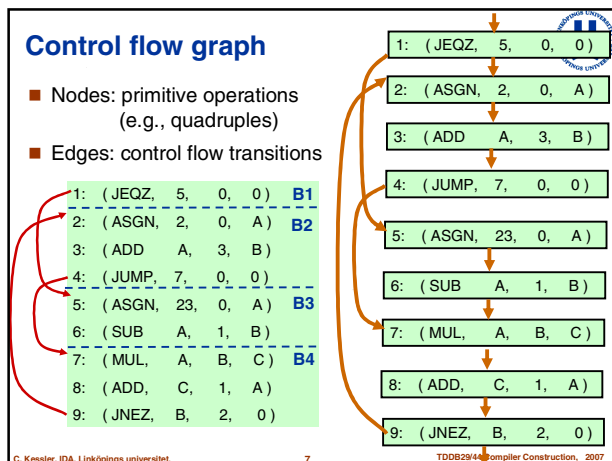 Control flow graph
■ Nodes: primitive operations
(e.g., quadruples)
■ Edges: control flow transitions
1: ( JEQZ, 5, 0, 0 ) B1
2: ( ASGN, 2, 0, A ) B2
3: ( ADD A, 3, B )
4: ( JUMP, 7, 0, 0 )
5: ( ASGN, 23, 0, A ) B3
6: ( SUB A, 1, B )
7: ( MUL, A, B, C ) B4
8: ( ADD, C, 1, A )
9: ( JNEZ, B, 2, 0 )
1: ( JEQZ, 5, 0, 0 )
2: ( ASGN, 2, 0, A )
3: ( ADD A, 3, B )
4: ( JUMP, 7, 0, 0 )
5: ( ASGN, 23, 0, A )
6: ( SUB A, 1, B )
7: ( MUL, A, B, C )
8: ( ADD, C, 1, A )
9: ( JNEZ, B, 2, 0 )
C. Kessler, IDA, Linköpings universitet.
7
TDDB29/44 Compiler Construction, 2007